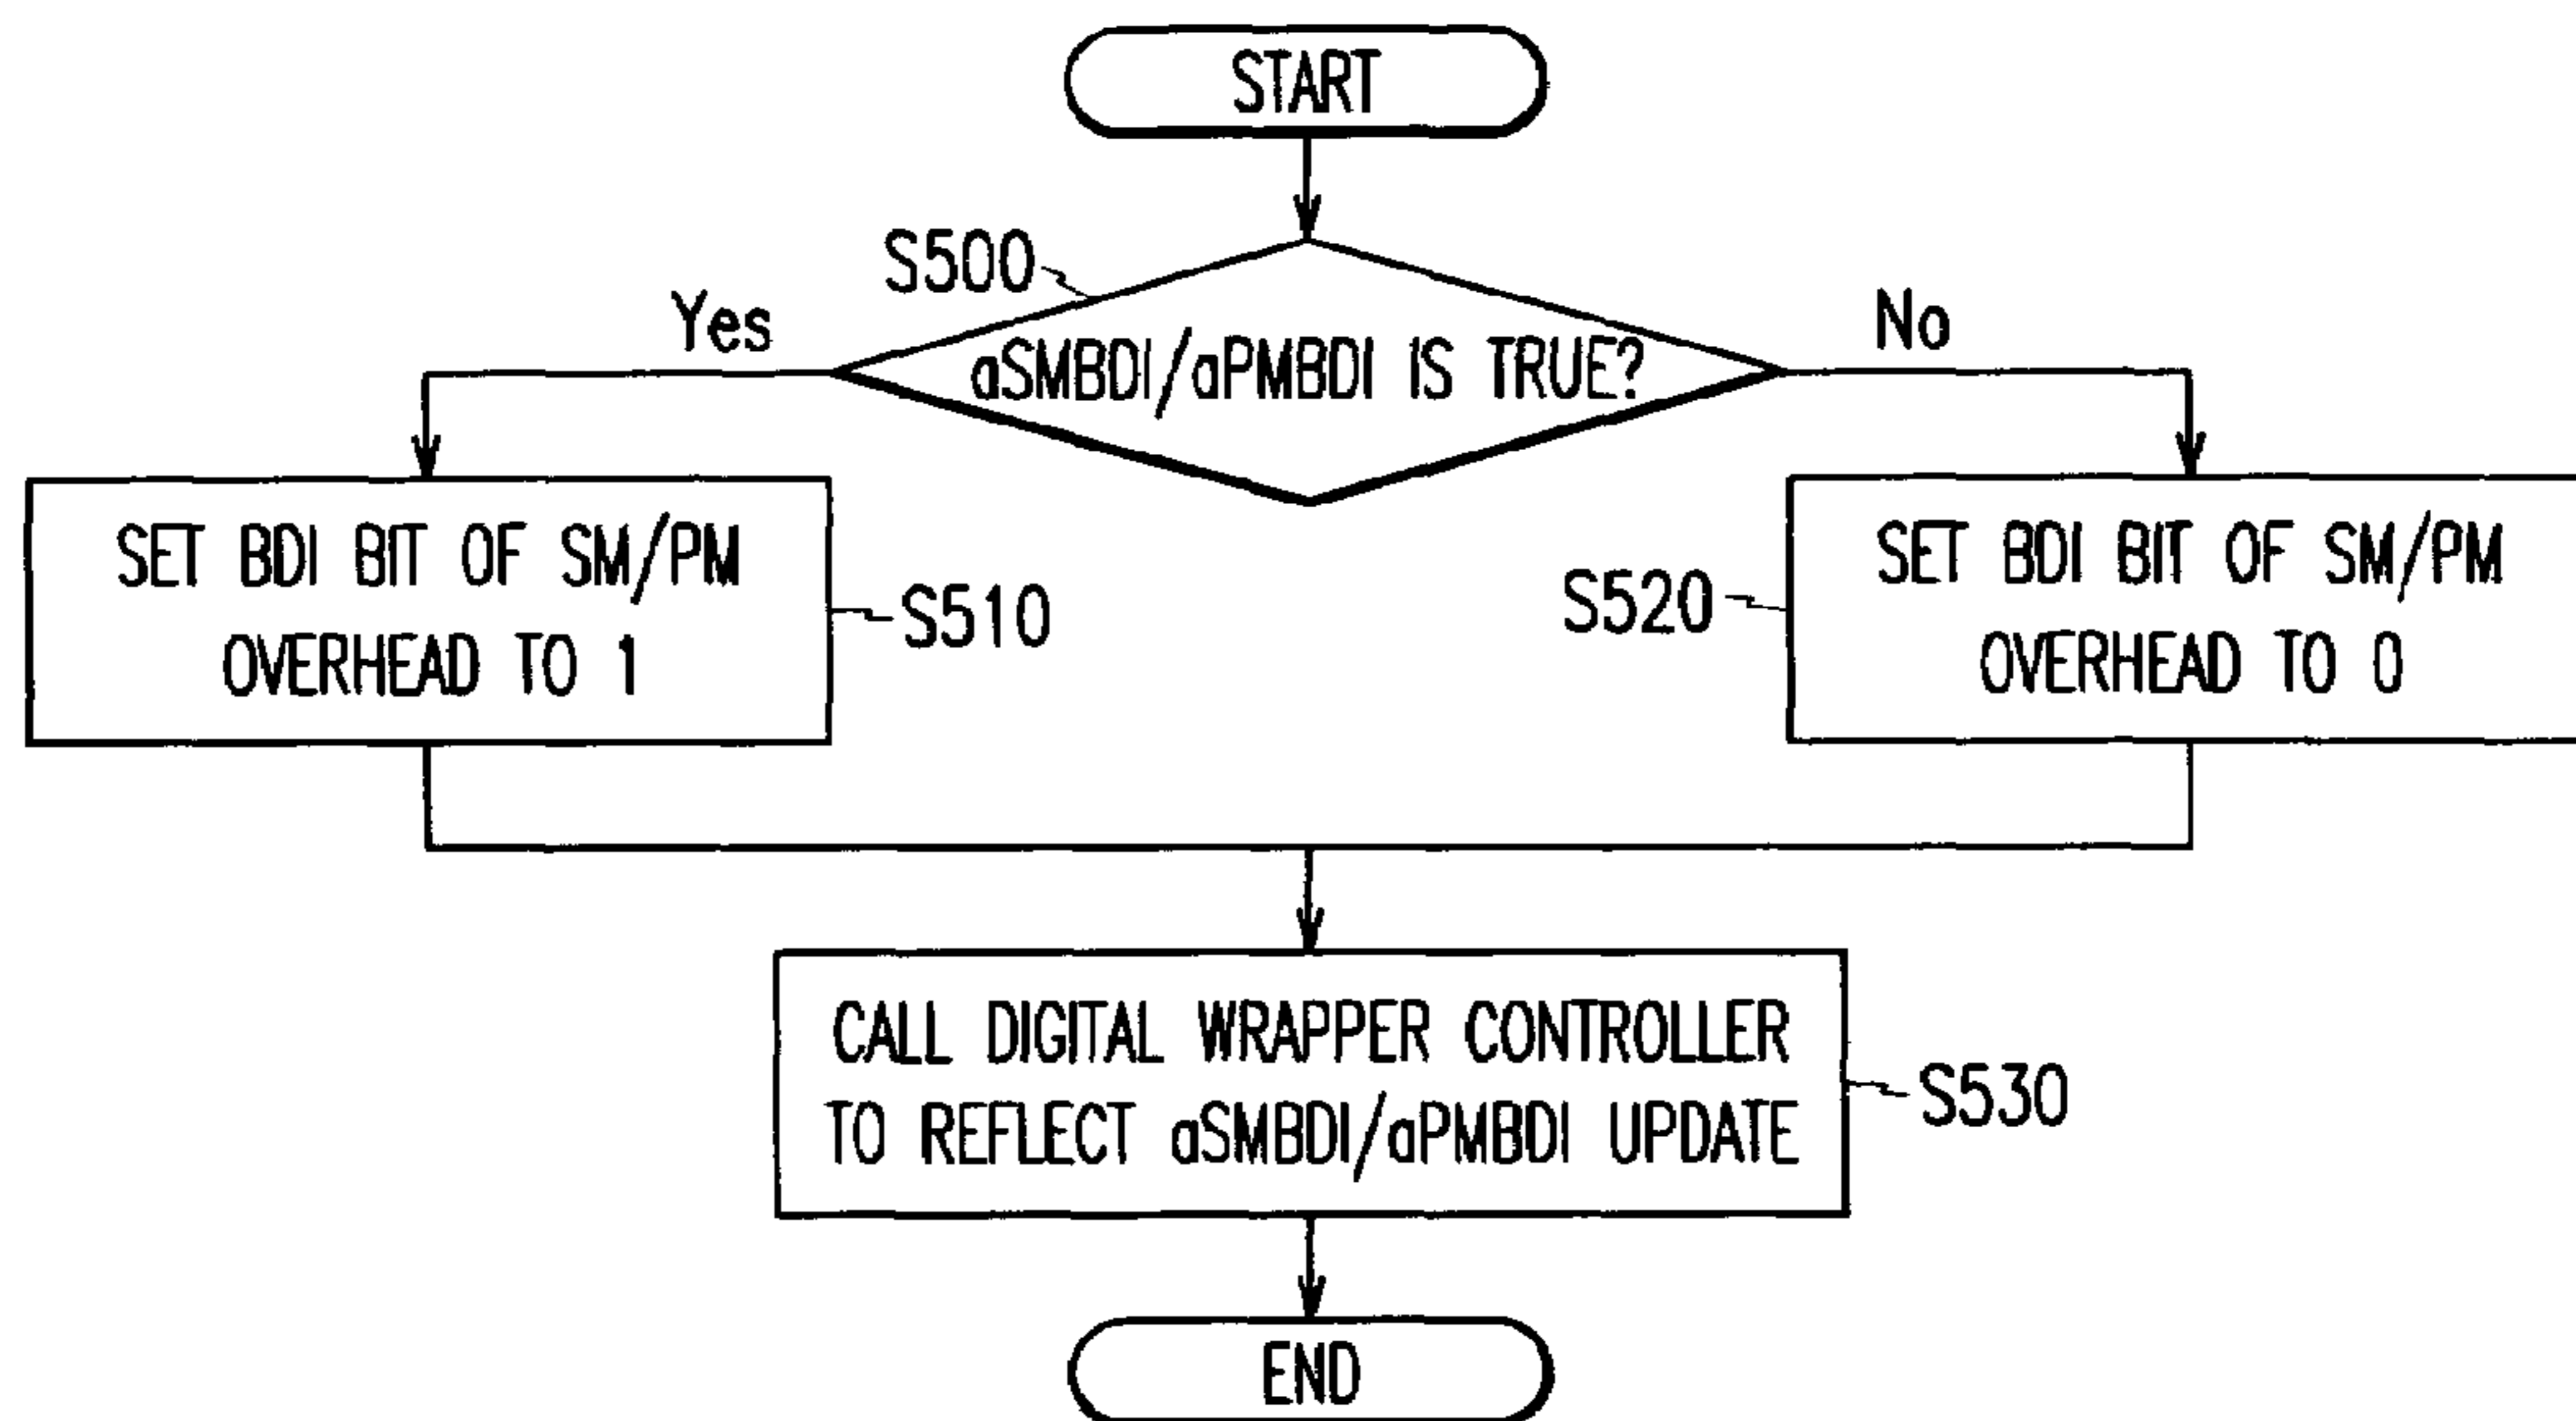 START
S500
Yes
No
aSMBDI/aPMBDI IS TRUE?
SET BDI BIT OF SM/PM
OVERHEAD TO 1
S510
S520
SET BDI BIT OF SM/PM
OVERHEAD TO 0
CALL DIGITAL WRAPPER CONTROLLER
TO REFLECT aSMBDI/aPMBDI UPDATE
S530
END